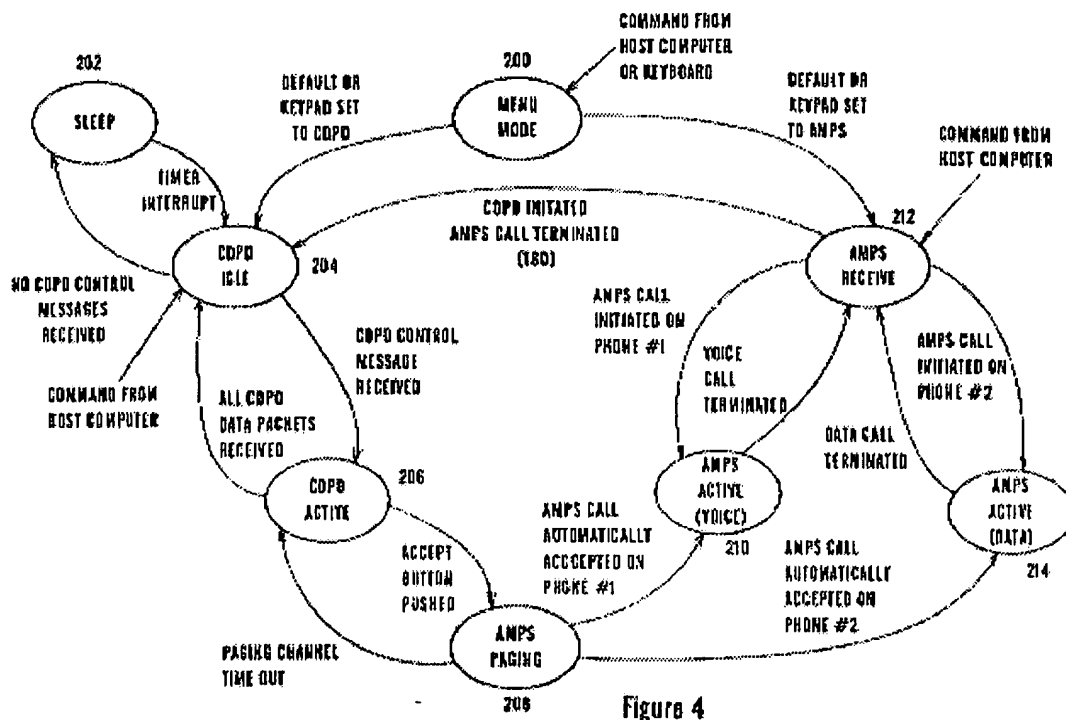 COMMAND FROM
HOST COMPUTER
OR KEYBOARD
202
SLEEP
200
MENU
MODE
DEFAULT OR
KEYPAD SET
TO CDPD
DEFAULT OR
KEYPAD SET
TO AMPS
COMMAND FROM
HOST COMPUTER
TIMER
INTERRUPT
CDPD INITIATED
AMPS CALL TERMINATED
(TBD)
CDPD
IDLE
204
212
AMPS
RECEIVE
NO CDPD CONTROL
MESSAGES
RECEIVED
AMPS CALL
INITIATED ON
PHONE #1
CDPD CONTROL
MESSAGE
RECEIVED
VOICE
CALL
TERMINATED
AMPS CALL
INITIATED ON
PHONE #2
COMMAND FROM
HOST COMPUTER
ALL CDPD
DATA PACKETS
RECEIVED
DATA CALL
TERMINATED
CDPD
ACTIVE
206
AMPS
ACTIVE
(VOICE)
210
AMPS
ACTIVE
(DATA)
214
AMPS CALL
AUTOMATICALLY
ACCCEPTED ON
PHONE #1
AMPS CALL
AUTOMATICALLY
ACCEPTED ON
PHONE #2
ACCEPT
BUTTON
PUSHED
AMPS
PAGING
208
PAGING CHANNEL
TIME OUT
Figure 4